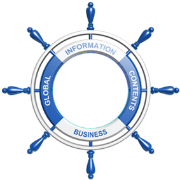 INFORMATION
CONTENTS
BUSINESS
GLOBAL